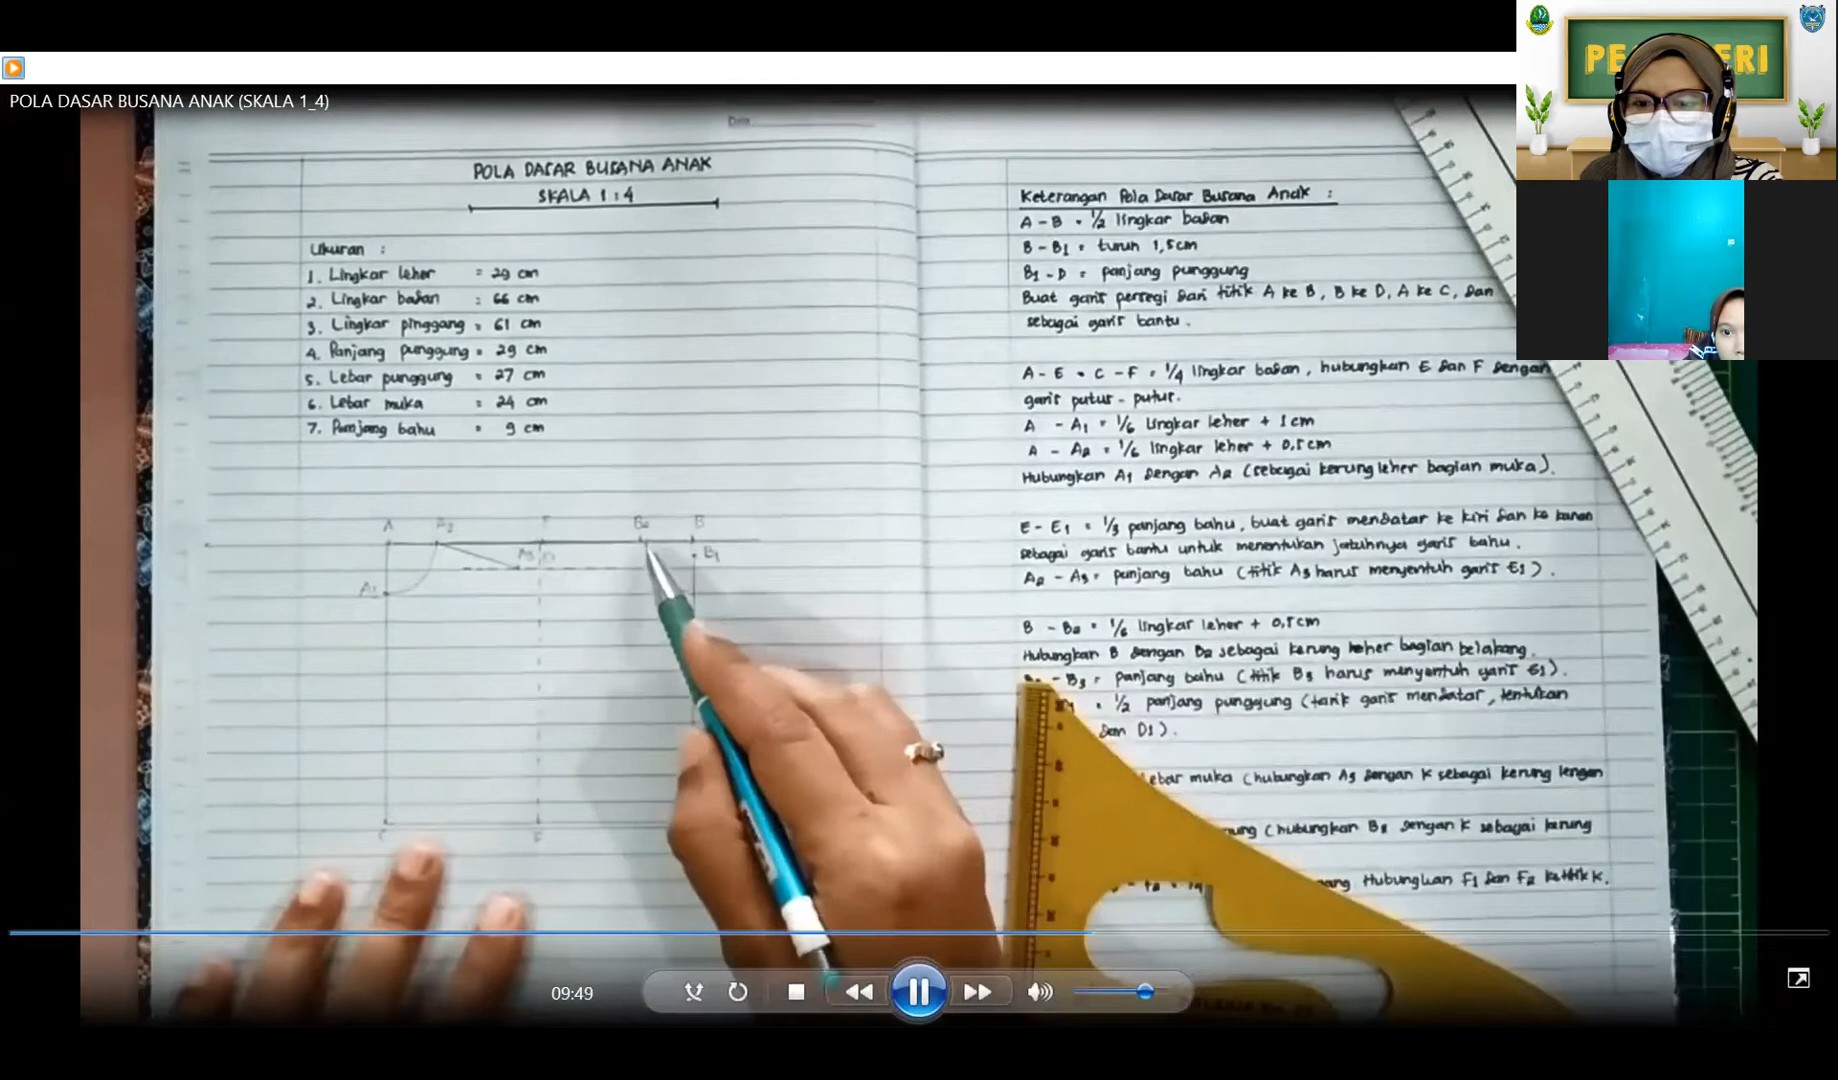 PEMATERI
POLA DASAR BUSANA ANAK (SKALA 1_4)
Date
POLA DASAR BUSANA ANAK
SKALA 1 : 4
Ukuran :
1. Lingkar leher = 29 cm
2. Lingkar badan = 66 cm
3. Lingkar pinggang = 61 cm
4. Panjang punggung = 29 cm
5. Lebar punggung = 27 cm
6. Lebar muka = 24 cm
7. Panjang bahu = 9 cm
A A2 E B2 B
A3 E1 B1
A1
C F
Keterangan Pola Dasar Busana Anak :
A - B = 1/2 lingkar badan
B - B1 = turun 1,5cm
B1 - D = panjang punggung
Buat garis persegi dari titik A ke B, B ke D, A ke C, dan
sebagai garis bantu.
A - E = C - F = 1/4 lingkar badan, hubungkan E dan F dengan
garis putus - putus.
A - A1 = 1/6 lingkar leher + 1 cm
A - A2 = 1/6 lingkar leher + 0,5 cm
Hubungkan A1 dengan A2 (sebagai kerung leher bagian muka).
E - E1 = 1/3 panjang bahu, buat garis mendatar ke kiri dan ke kanan
sebagai garis bantu untuk menentukan jatuhnya garis bahu.
A2 - A3 = panjang bahu (titik A3 harus menyentuh garis E1).
B - B2 = 1/6 lingkar leher + 0,5 cm
Hubungkan B dengan B2 sebagai kerung leher bagian belakang.
- B3 = panjang bahu (titik B3 harus menyentuh garis E1).
= 1/2 panjang punggung (tarik garis mendatar, tentukan
dan D1).
lebar muka (hubungkan A3 dengan K sebagai kerung lengan
(hubungkan B3 dengan K sebagai kerung
Hubungkan F1 dan F2 ke titik K.
09:49